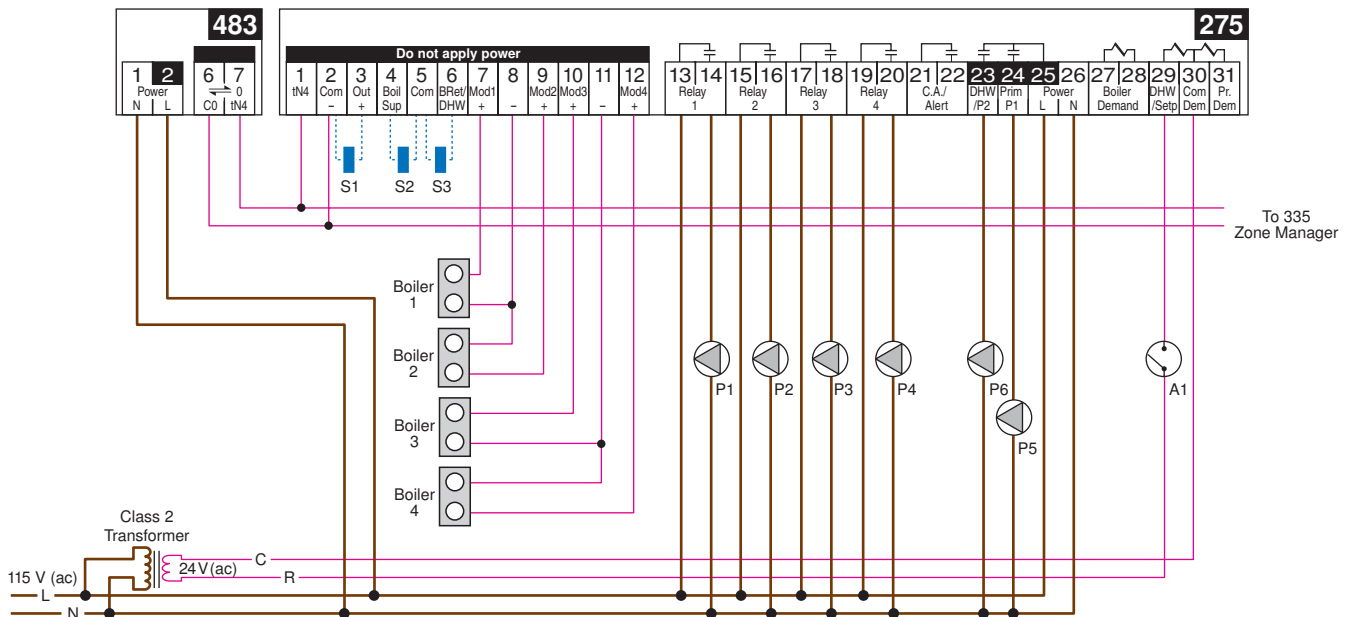 483
275
Do not apply power
1 2 6 7
Power 0
N L C0 tN4
1 2 3 4 5 6 7 8 9 10 11 12
tN4 Com Out Boil Com BRet/ Mod1 – Mod2 Mod3 – Mod4
– + Sup DHW + + + +
13 14 15 16 17 18 19 20 21 22 23 24 25 26 27 28 29 30 31
Relay Relay Relay Relay C.A./ DHW Prim Power Boiler DHW Com Pr.
1 2 3 4 Alert /P2 P1 L N Demand /Setp Dem Dem
S1 S2 S3
To 335
Zone Manager
Boiler
1
Boiler
2
Boiler
3
Boiler
4
P1 P2 P3 P4 P6 A1
P5
Class 2
Transformer
C
24V(ac)
R
115 V (ac)
L
N